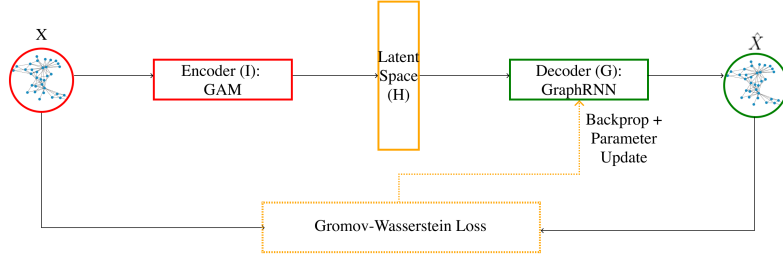 X
Encoder (I):
GAM
Latent
Space
(H)
Decoder (G):
GraphRNN
X̂
Backprop +
Parameter
Update
Gromov-Wasserstein Loss